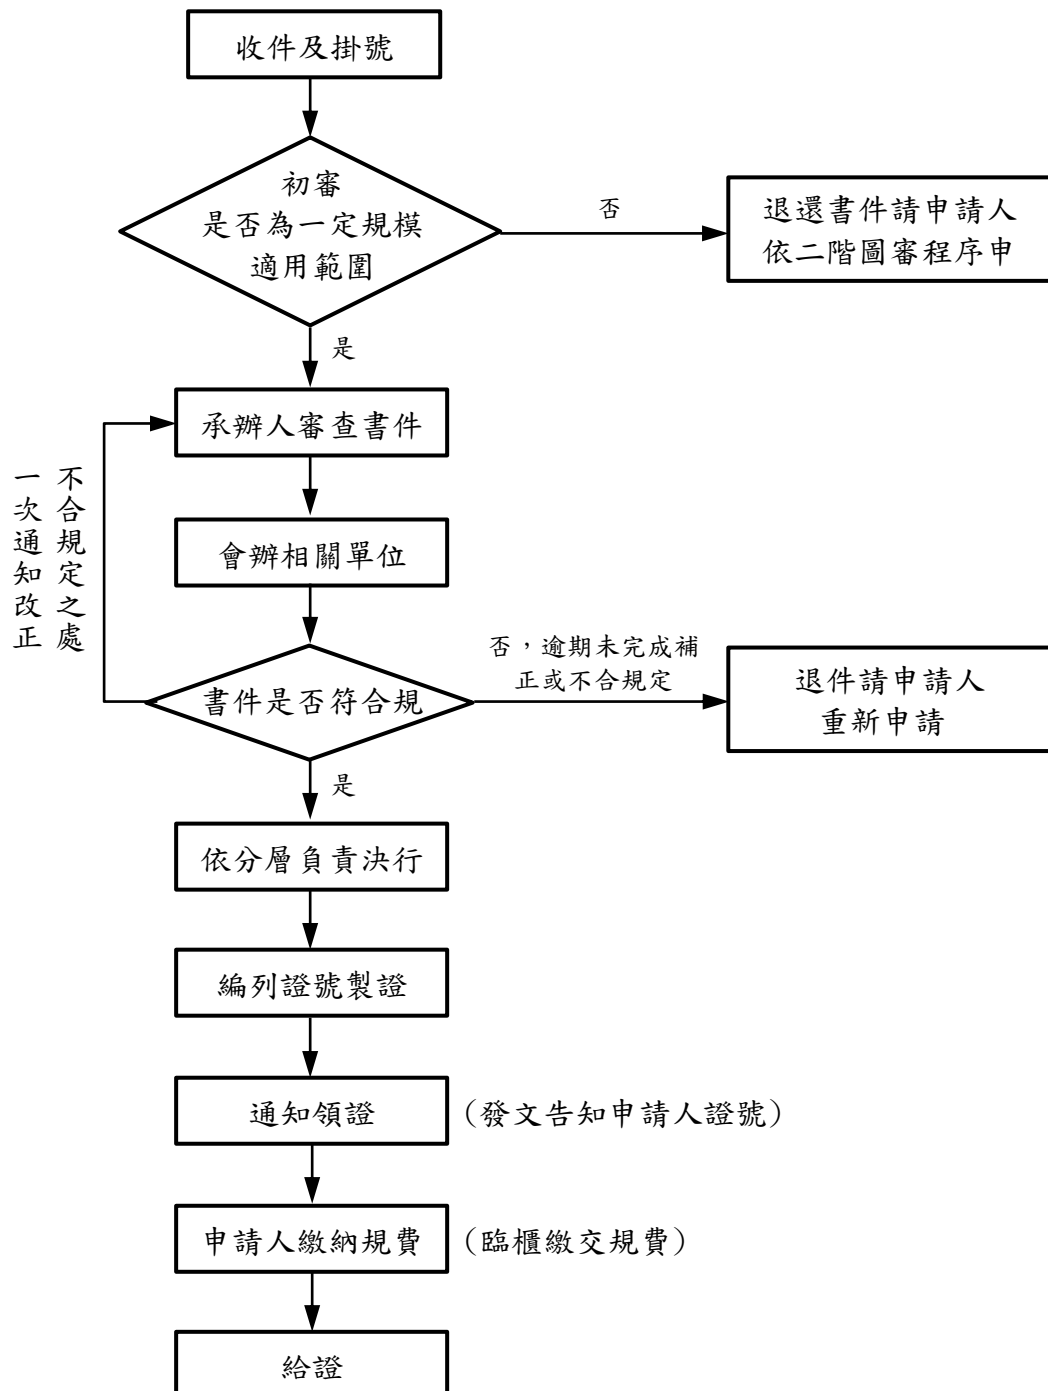 收件及掛號
初審
是否為一定規模
適用範圍
否
退還書件請申請人
依二階圖審程序申
是
承辦人審查書件
不合規定之處
一次通知改正
會辦相關單位
否，逾期未完成補
正或不合規定
書件是否符合規
退件請申請人
重新申請
是
依分層負責決行
編列證號製證
通知領證
（發文告知申請人證號）
申請人繳納規費
（臨櫃繳交規費）
給證